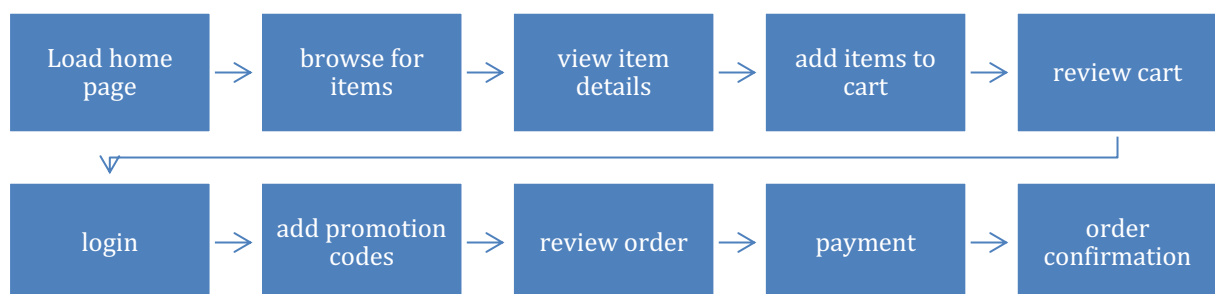 Load home
page
browse for
items
view item
details
add items to
cart
review cart
login
add promotion
codes
review order
payment
order
confirmation